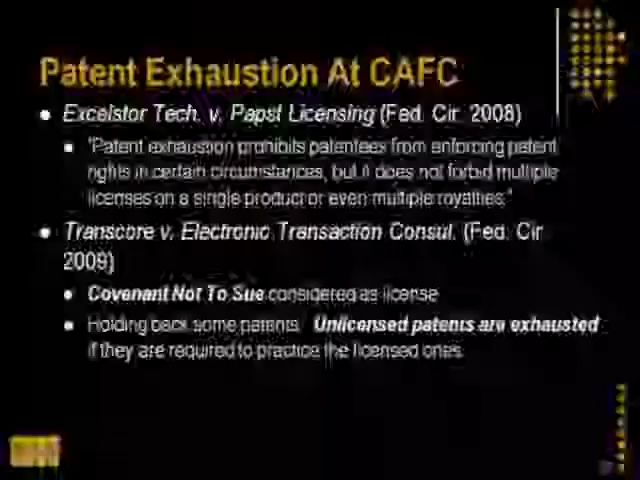 Patent Exhaustion At CAFC
Excelstor Tech. v. Papst Licensing (Fed. Cir. 2008)
"Patent exhaustion prohibits patentees from enforcing patent
rights in certain circumstances, but it does not forbid multiple
licenses on a single product or even multiple royalties."
Transcore v. Electronic Transaction Consul. (Fed. Cir.
2009)
Covenant Not To Sue considered as license
Holding back some patents. Unlicensed patents are exhausted
if they are required to practice the licensed ones.